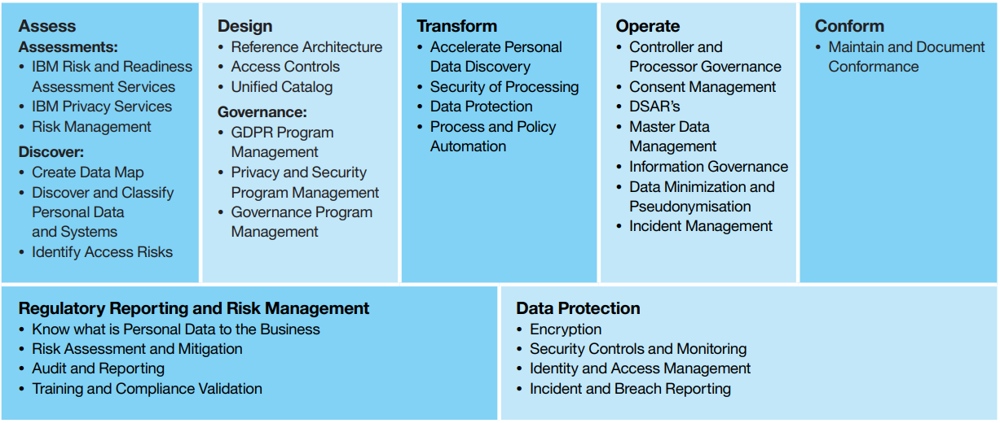 Assess
Assessments:
• IBM Risk and Readiness
Assessment Services
• IBM Privacy Services
• Risk Management
Discover:
• Create Data Map
• Discover and Classify
Personal Data
and Systems
• Identify Access Risks
Design
• Reference Architecture
• Access Controls
• Unified Catalog
Governance:
• GDPR Program
Management
• Privacy and Security
Program Management
• Governance Program
Management
Transform
• Accelerate Personal
Data Discovery
• Security of Processing
• Data Protection
• Process and Policy
Automation
Operate
• Controller and
Processor Governance
• Consent Management
• DSAR's
• Master Data
Management
• Information Governance
• Data Minimization and
Pseudonymisation
• Incident Management
Conform
• Maintain and Document
Conformance
Regulatory Reporting and Risk Management
• Know what is Personal Data to the Business
• Risk Assessment and Mitigation
• Audit and Reporting
• Training and Compliance Validation
Data Protection
• Encryption
• Security Controls and Monitoring
• Identity and Access Management
• Incident and Breach Reporting